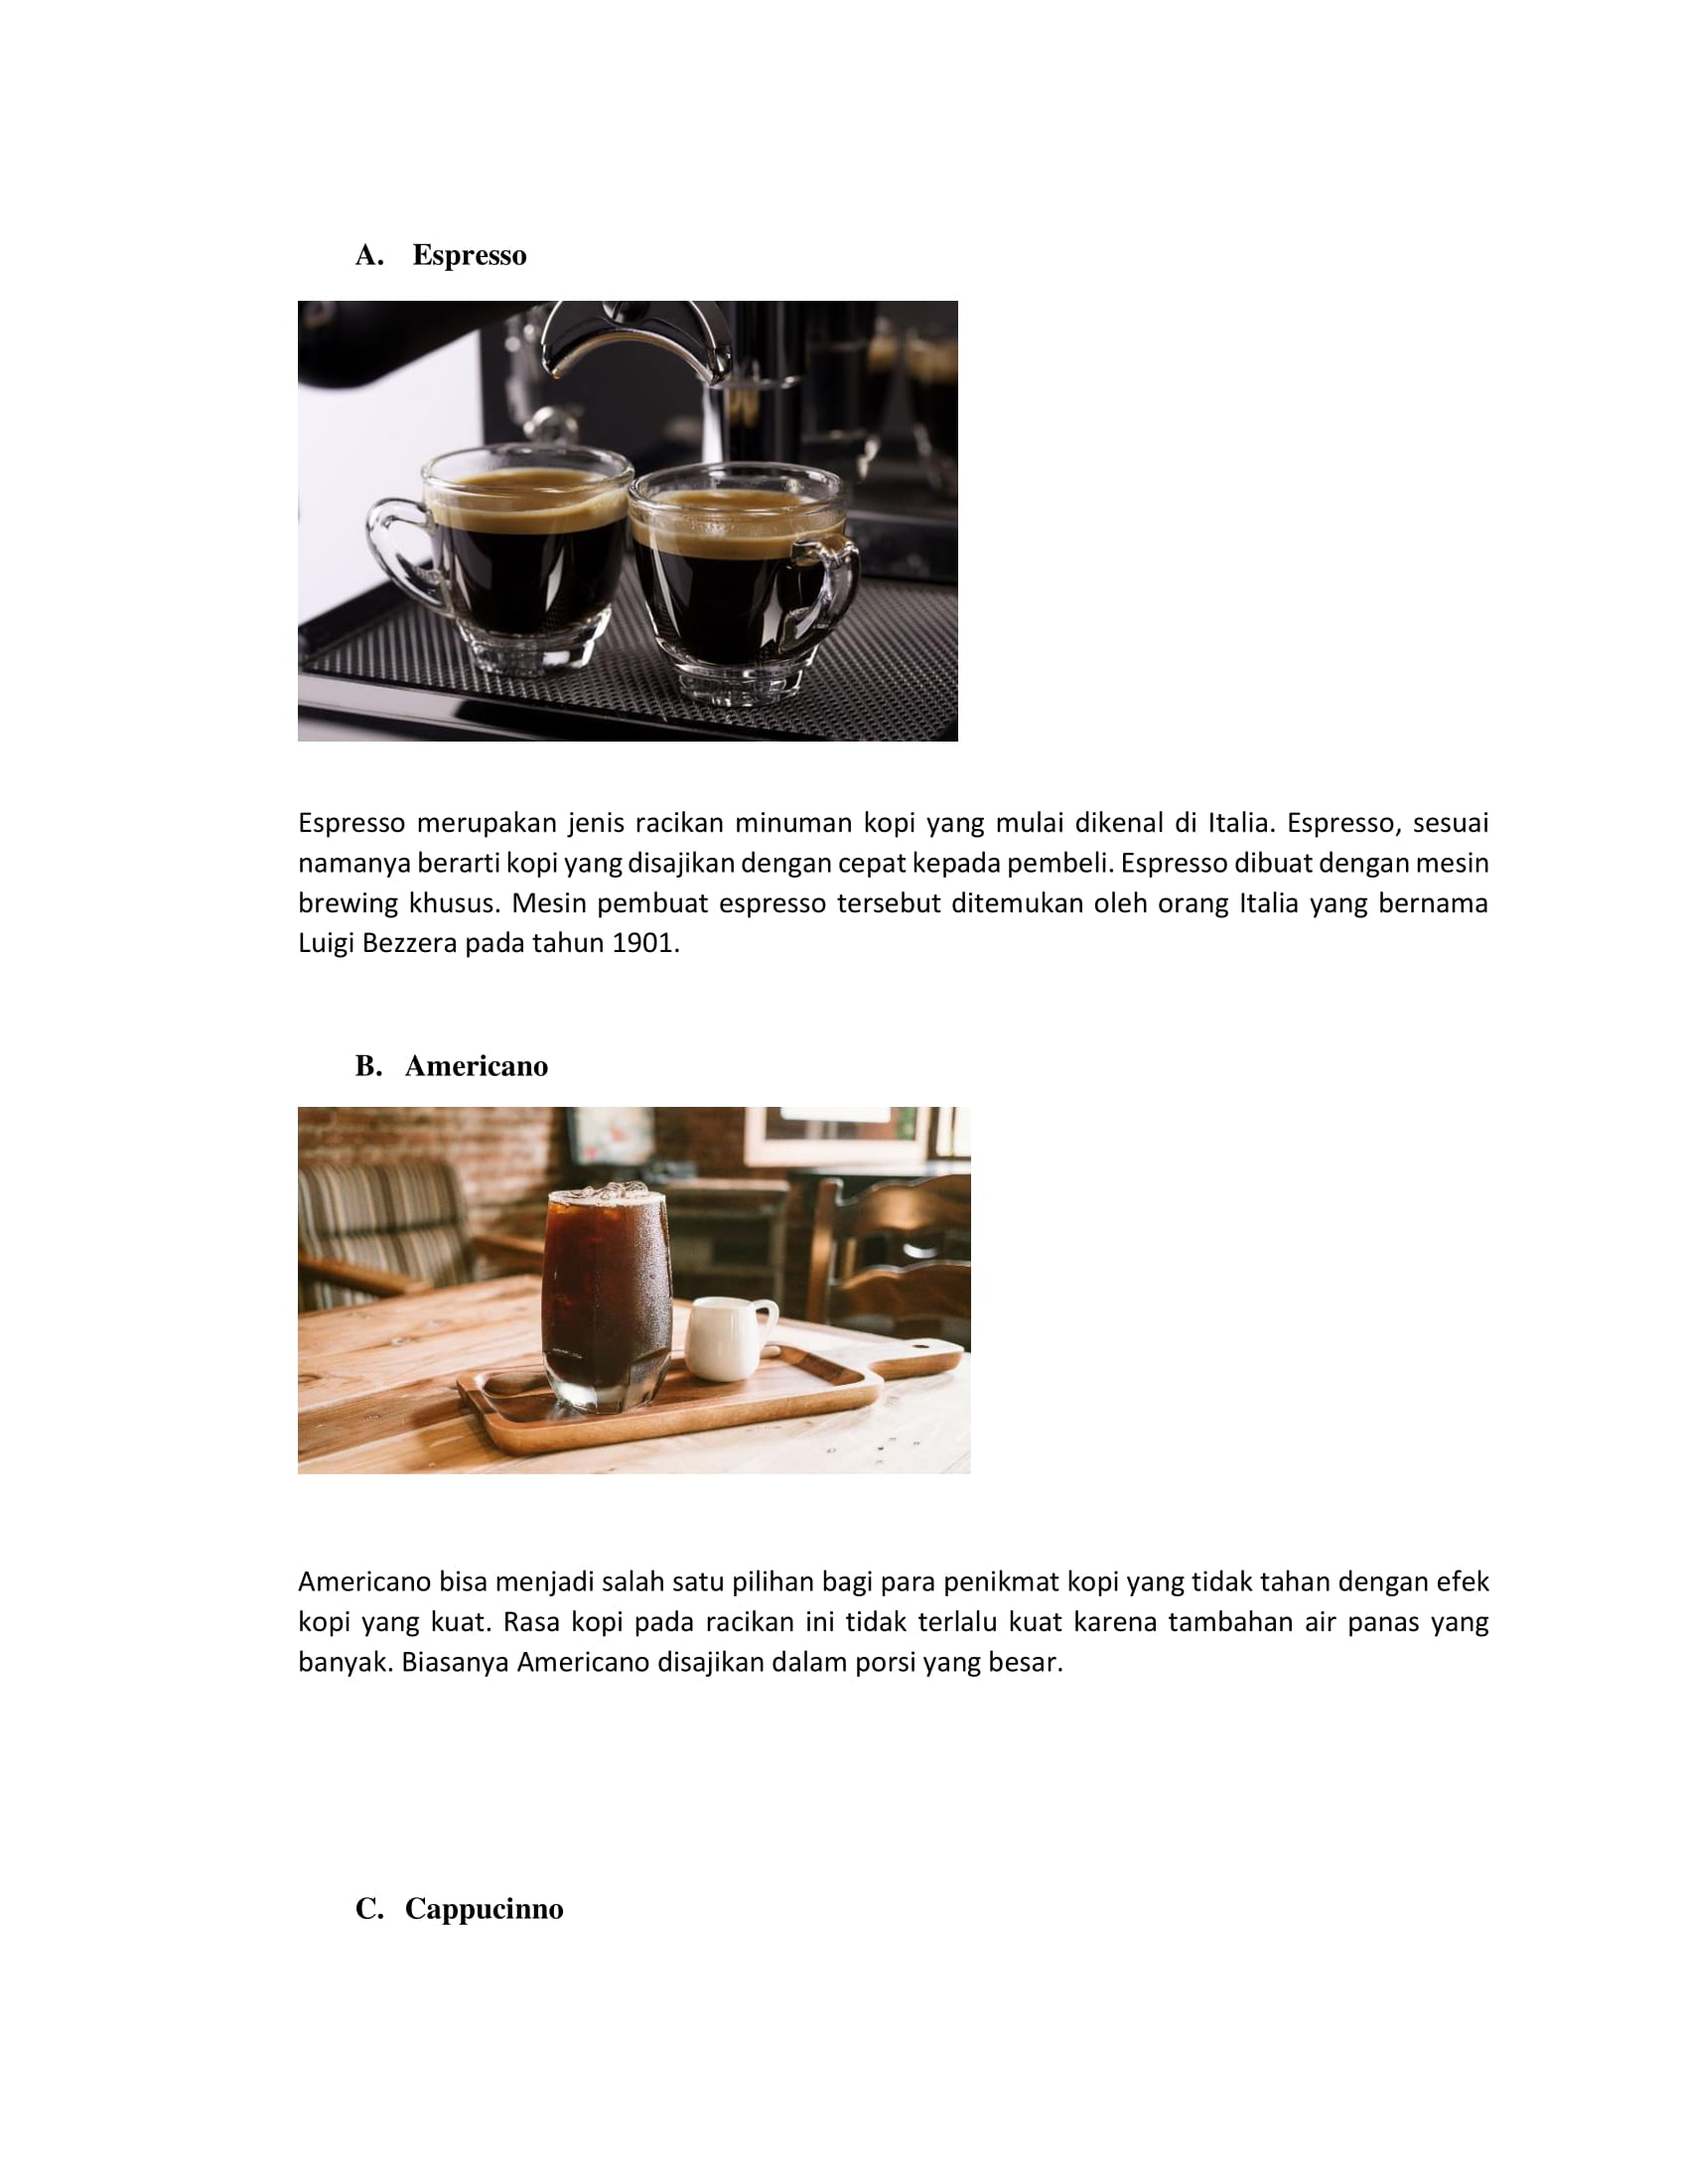 A. Espresso
Espresso merupakan jenis racikan minuman kopi yang mulai dikenal di Italia. Espresso, sesuai
namanya berarti kopi yang disajikan dengan cepat kepada pembeli. Espresso dibuat dengan mesin
brewing khusus. Mesin pembuat espresso tersebut ditemukan oleh orang Italia yang bernama
Luigi Bezzera pada tahun 1901.
B. Americano
Americano bisa menjadi salah satu pilihan bagi para penikmat kopi yang tidak tahan dengan efek
kopi yang kuat. Rasa kopi pada racikan ini tidak terlalu kuat karena tambahan air panas yang
banyak. Biasanya Americano disajikan dalam porsi yang besar.
C. Cappucinno